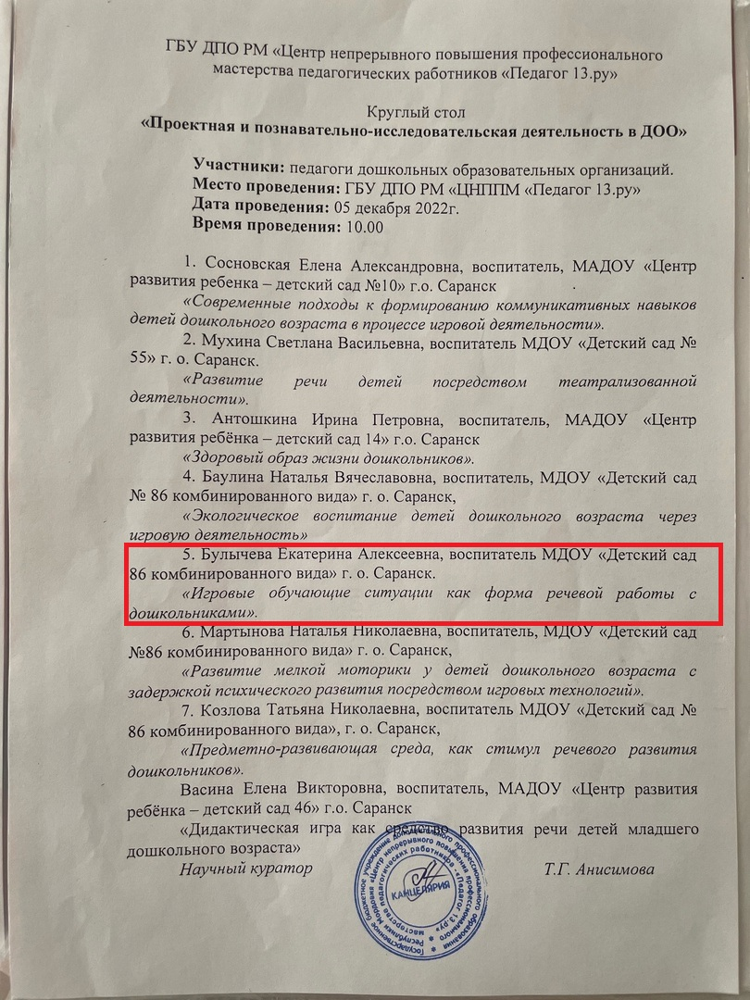 ГБУ ДПО РМ «Центр непрерывного повышения профессионального
мастерства педагогических работников «Педагог 13.ру»
Круглый стол
«Проектная и познавательно-исследовательская деятельность в ДОО»
Участники: педагоги дошкольных образовательных организаций.
Место проведения: ГБУ ДПО РМ «ЦНППМ «Педагог 13.ру»
Дата проведения: 05 декабря 2022г.
Время проведения: 10.00
1. Сосновская Елена Александровна, воспитатель, МАДОУ «Центр
развития ребенка – детский сад №10» г.о. Саранск
«Современные подходы к формированию коммуникативных навыков
детей дошкольного возраста в процессе игровой деятельности».
2. Мухина Светлана Васильевна, воспитатель МДОУ «Детский сад №
55» г. о. Саранск.
«Развитие речи детей посредством театрализованной
деятельности».
3. Антошкина Ирина Петровна, воспитатель, МАДОУ «Центр
развития ребёнка – детский сад 14» г.о. Саранск
«Здоровый образ жизни дошкольников».
4. Баулина Наталья Вячеславовна, воспитатель, МДОУ «Детский сад
№ 86 комбинированного вида» г. о. Саранск,
«Экологическое воспитание детей дошкольного возраста через
игровую деятельность»
5. Булычева Екатерина Алексеевна, воспитатель МДОУ «Детский сад
86 комбинированного вида» г. о. Саранск.
«Игровые обучающие ситуации как форма речевой работы с
дошкольниками».
6. Мартынова Наталья Николаевна, воспитатель, МДОУ «Детский сад
№86 комбинированного вида» г. о. Саранск,
«Развитие мелкой моторики у детей дошкольного возраста с
задержкой психического развития посредством игровых технологий».
7. Козлова Татьяна Николаевна, воспитатель МДОУ «Детский сад №
86 комбинированного вида», г. о. Саранск,
«Предметно-развивающая среда, как стимул речевого развития
дошкольников».
Васина Елена Викторовна, воспитатель, МАДОУ «Центр развития
ребёнка – детский сад 46» г.о. Саранск
«Дидактическая игра как средство развития речи детей младшего
дошкольного возраста»
Научный куратор Т.Г. Анисимова
Государственное бюджетное учреждение дополнительного профессионального образования
Республики Мордовия «Центр непрерывного повышения профессионального
мастерства педагогических работников - «Педагог 13.ру»
КАНЦЕЛЯРИЯ